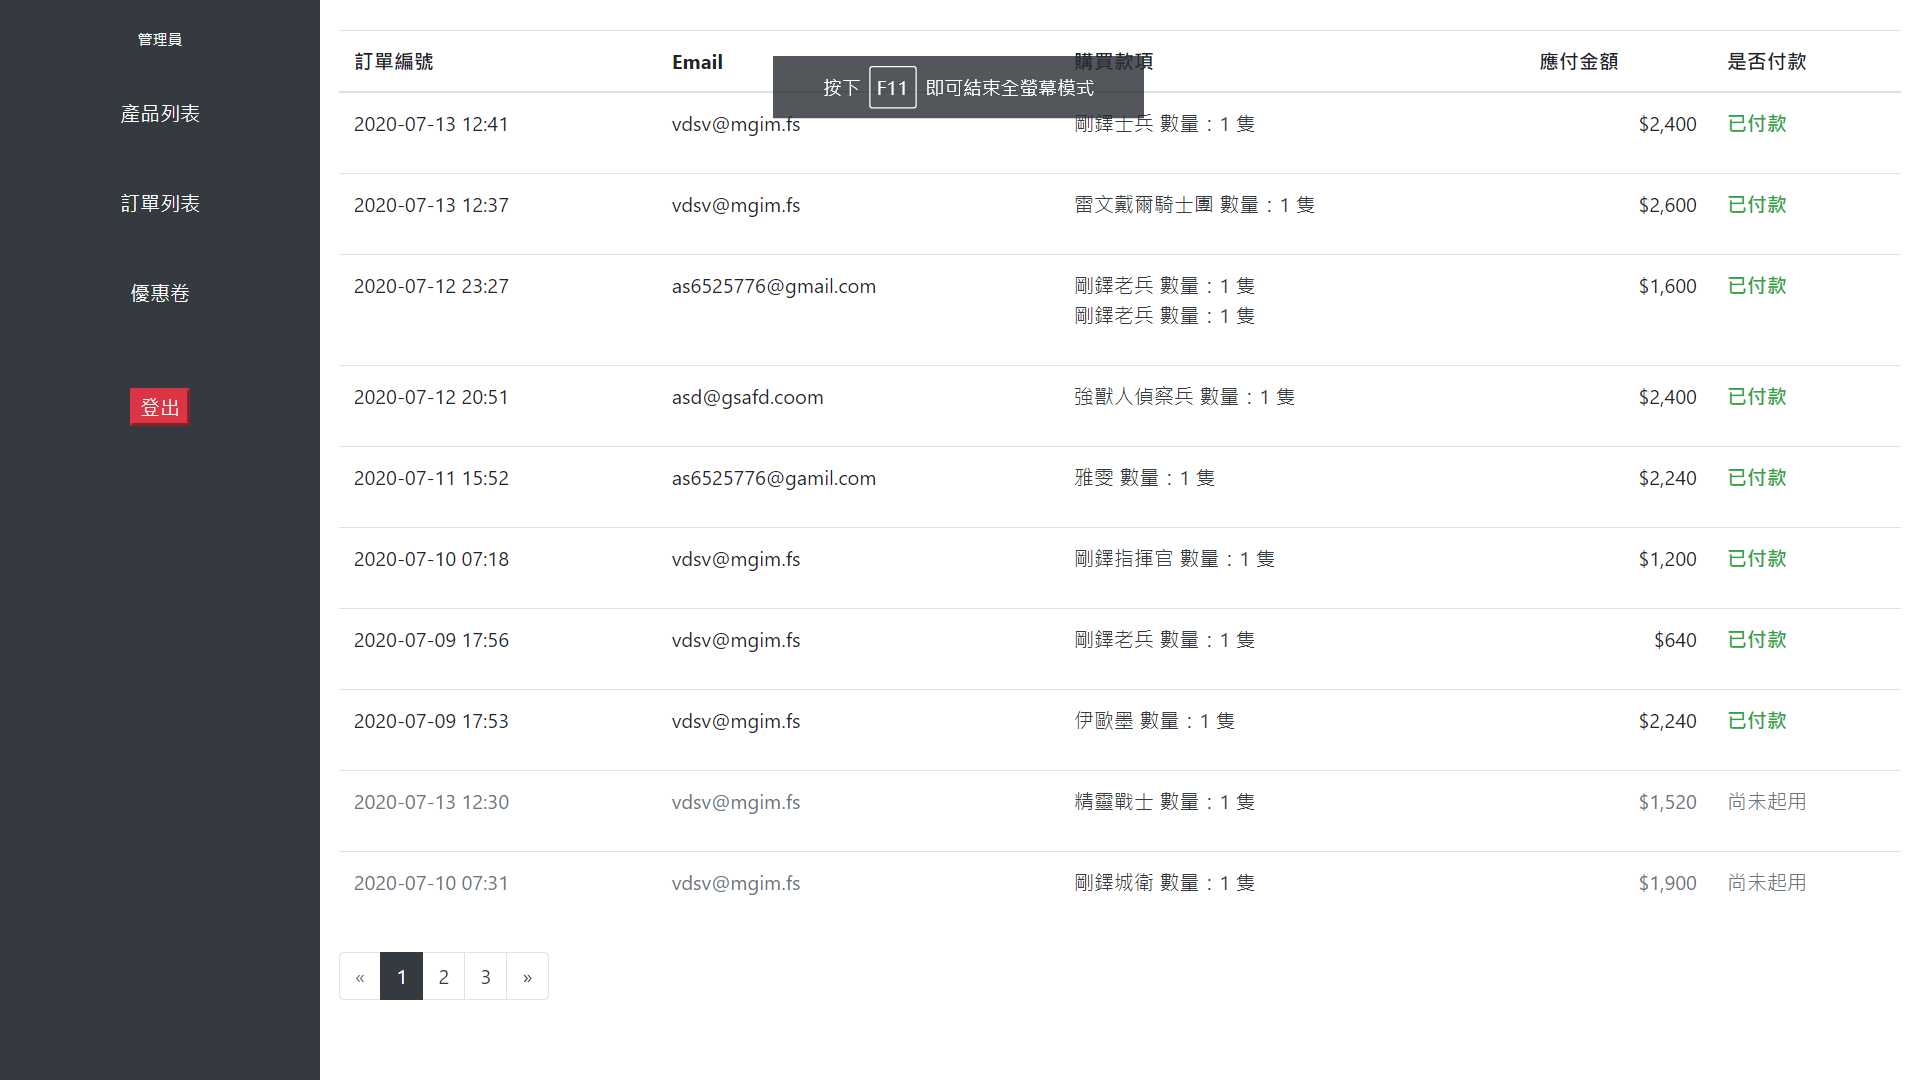 管理員
產品列表
訂單列表
優惠卷
登出
訂單編號 Email 購買款項 應付金額 是否付款
按下 F11 即可結束全螢幕模式
2020-07-13 12:41 vdsv@mgim.fs 剛鐸士兵 數量：1 隻 $2,400 已付款
2020-07-13 12:37 vdsv@mgim.fs 雷文戴爾騎士團 數量：1 隻 $2,600 已付款
2020-07-12 23:27 as6525776@gmail.com 剛鐸老兵 數量：1 隻 $1,600 已付款
剛鐸老兵 數量：1 隻
2020-07-12 20:51 asd@gsafd.coom 強獸人偵察兵 數量：1 隻 $2,400 已付款
2020-07-11 15:52 as6525776@gamil.com 雅雯 數量：1 隻 $2,240 已付款
2020-07-10 07:18 vdsv@mgim.fs 剛鐸指揮官 數量：1 隻 $1,200 已付款
2020-07-09 17:56 vdsv@mgim.fs 剛鐸老兵 數量：1 隻 $640 已付款
2020-07-09 17:53 vdsv@mgim.fs 伊歐墨 數量：1 隻 $2,240 已付款
2020-07-13 12:30 vdsv@mgim.fs 精靈戰士 數量：1 隻 $1,520 尚未起用
2020-07-10 07:31 vdsv@mgim.fs 剛鐸城衛 數量：1 隻 $1,900 尚未起用
« 1 2 3 »